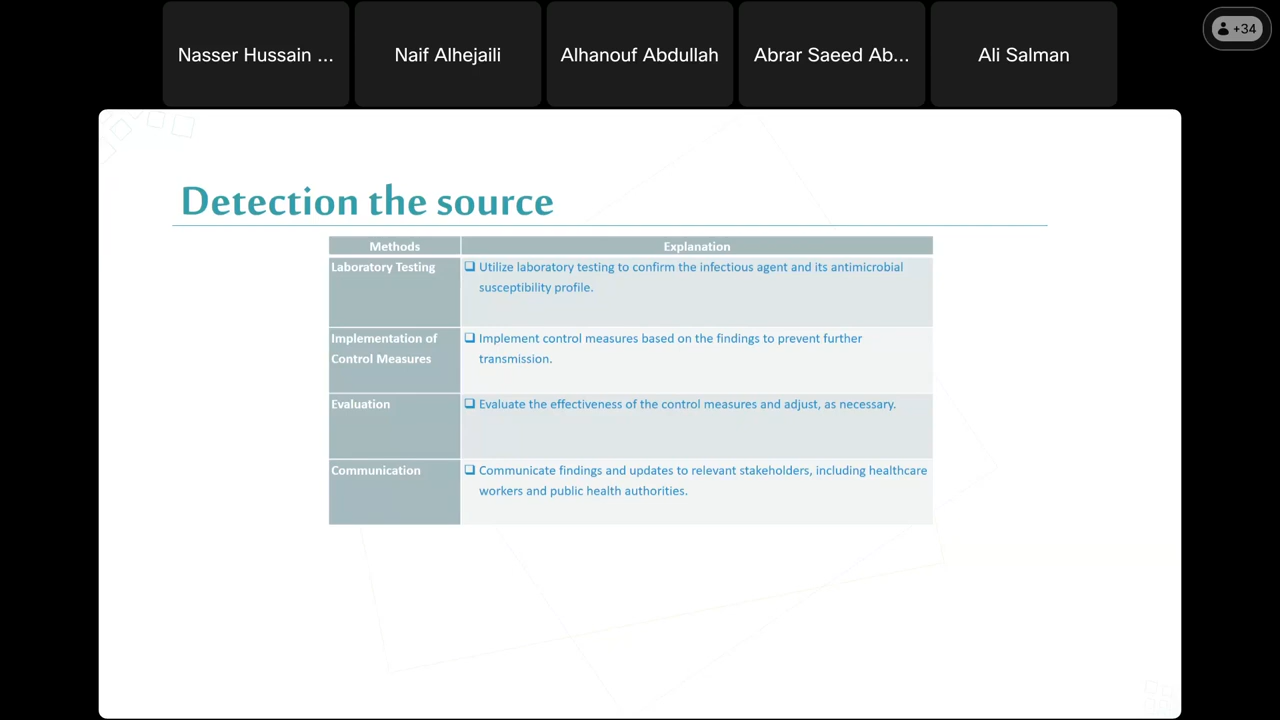 Nasser Hussain ...
Naif Alhejaili
Alhanouf Abdullah
Abrar Saeed Ab...
Ali Salman
+34
Detection the source
Methods
Explanation
Laboratory Testing
❑ Utilize laboratory testing to confirm the infectious agent and its antimicrobial
susceptibility profile.
Implementation of
Control Measures
❑ Implement control measures based on the findings to prevent further
transmission.
Evaluation
❑ Evaluate the effectiveness of the control measures and adjust, as necessary.
Communication
❑ Communicate findings and updates to relevant stakeholders, including healthcare
workers and public health authorities.